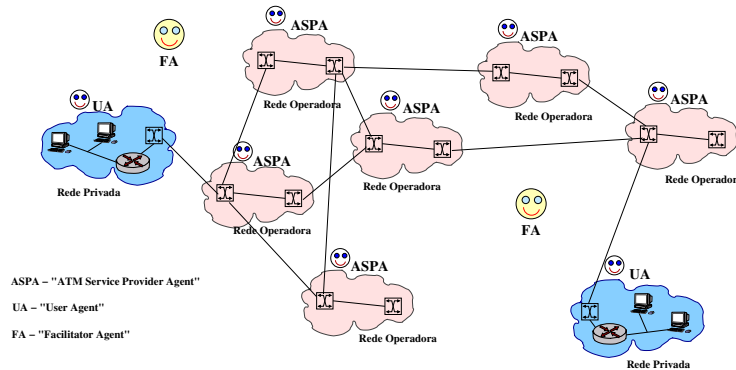 ASPA
ASPA
FA
Rede Operadora
Rede Operadora
UA
ASPA
ASPA
Rede Privada
ASPA
Rede Operadora
Rede Operador
Rede Operadora
FA
ASPA
UA
ASPA – "ATM Service Provider Agent"
UA – "User Agent"
FA – "Facilitator Agent"
Rede Operadora
Rede Privada